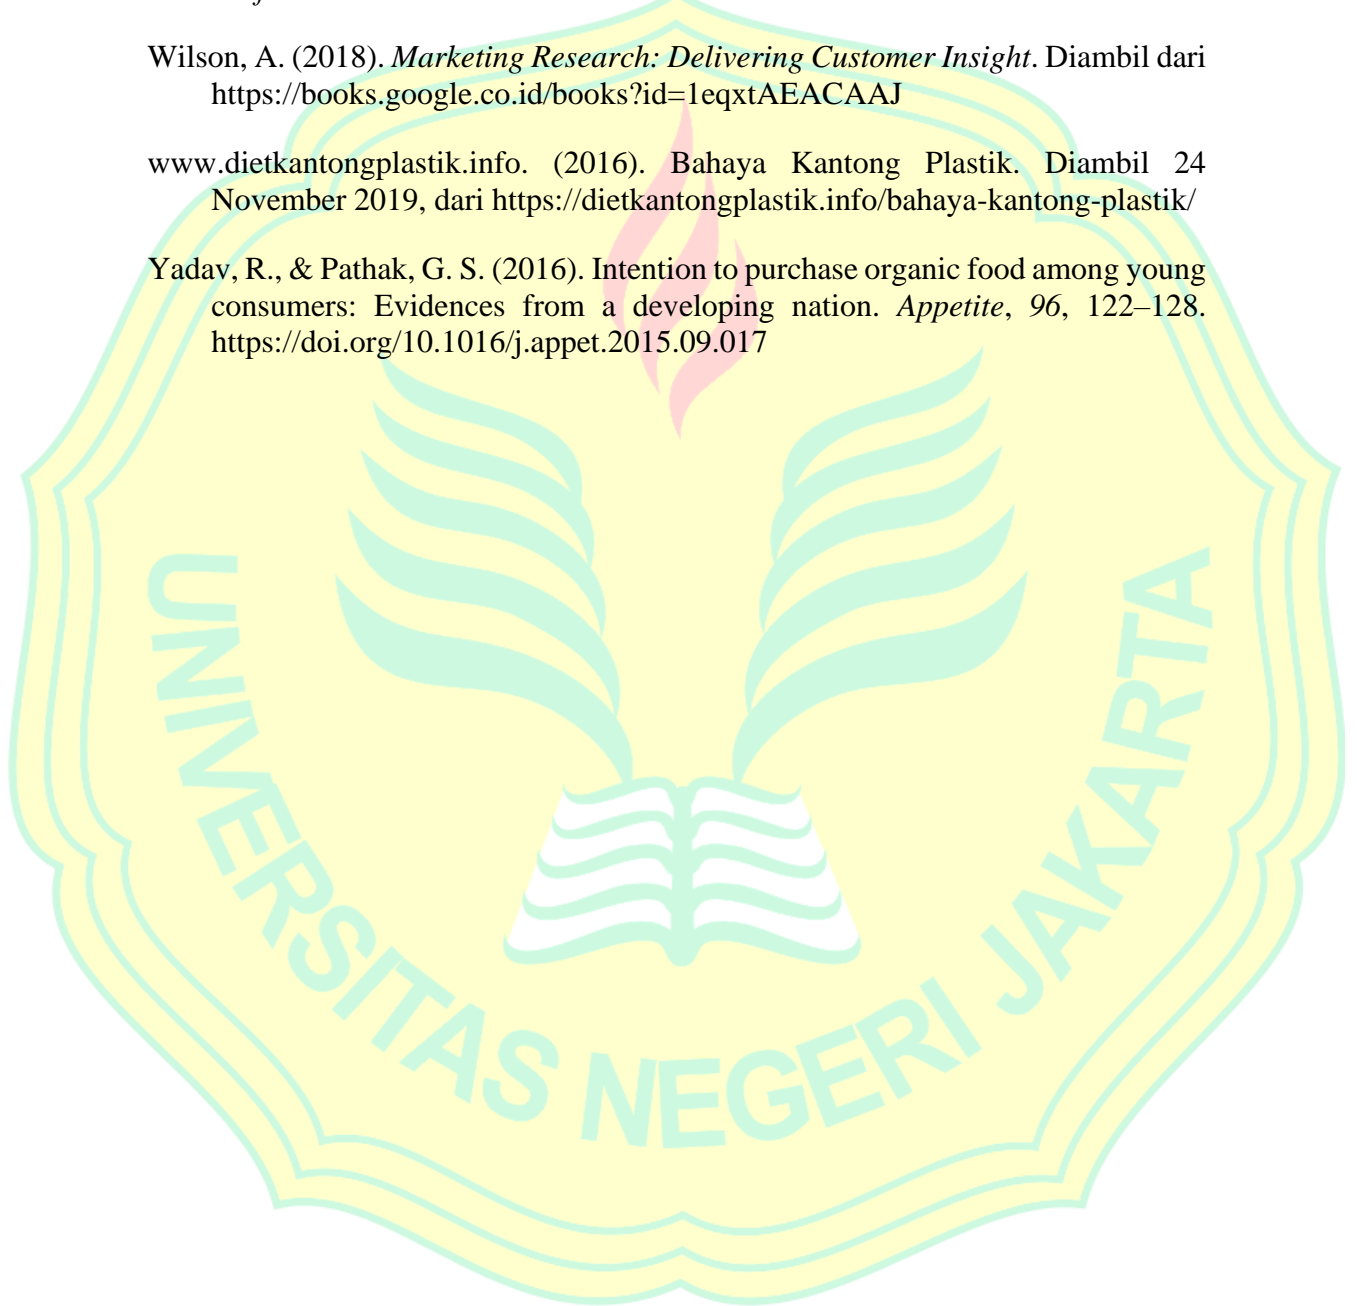 Wilson, A. (2018). Marketing Research: Delivering Customer Insight. Diambil dari
https://books.google.co.id/books?id=1eqxtAEACAAJ
www.dietkantongplastik.info. (2016). Bahaya Kantong Plastik. Diambil 24
November 2019, dari https://dietkantongplastik.info/bahaya-kantong-plastik/
Yadav, R., & Pathak, G. S. (2016). Intention to purchase organic food among young
consumers: Evidences from a developing nation. Appetite, 96, 122–128.
https://doi.org/10.1016/j.appet.2015.09.017
UNIVERSITAS NEGERI JAKARTA